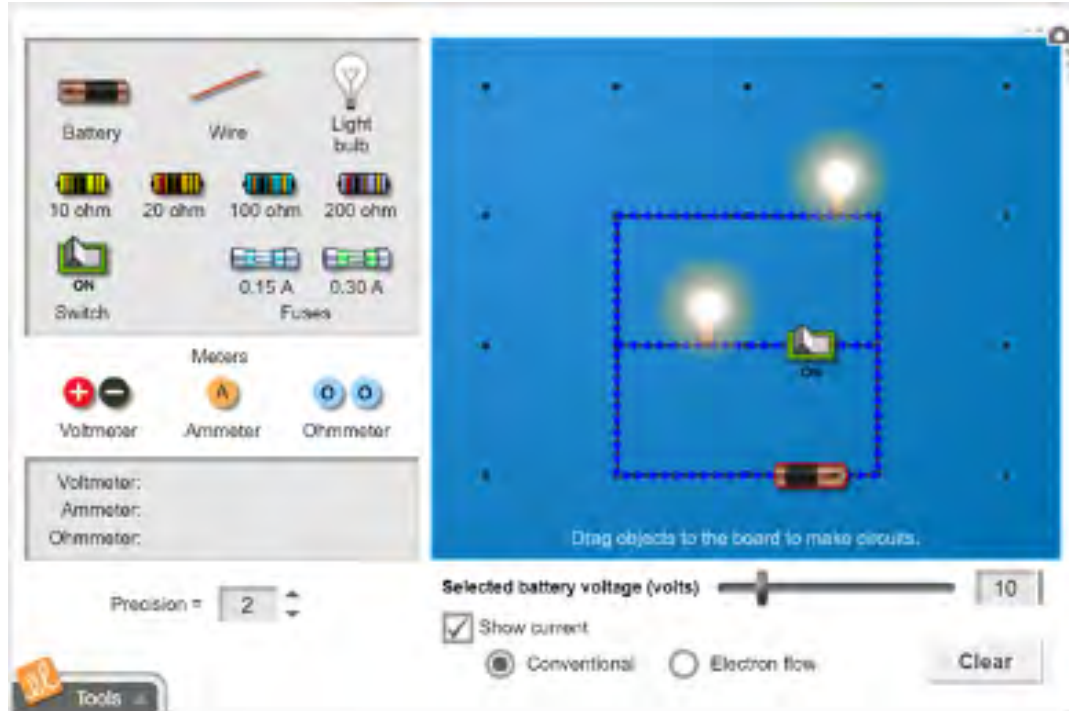 Battery
Wire
Light
bulb
10 ohm
20 ohm
100 ohm
200 ohm
ON
Switch
0.15 A
0.30 A
Fuses
Meters
+
−
A
Ω Ω
Voltmeter
Ammeter
Ohmmeter
Voltmeter:
Ammeter:
Ohmmeter:
Precision = 2
Tools
ON
Drag objects to the board to make circuits.
Selected battery voltage (volts)
10
Show current
Conventional
Electron flow
Clear